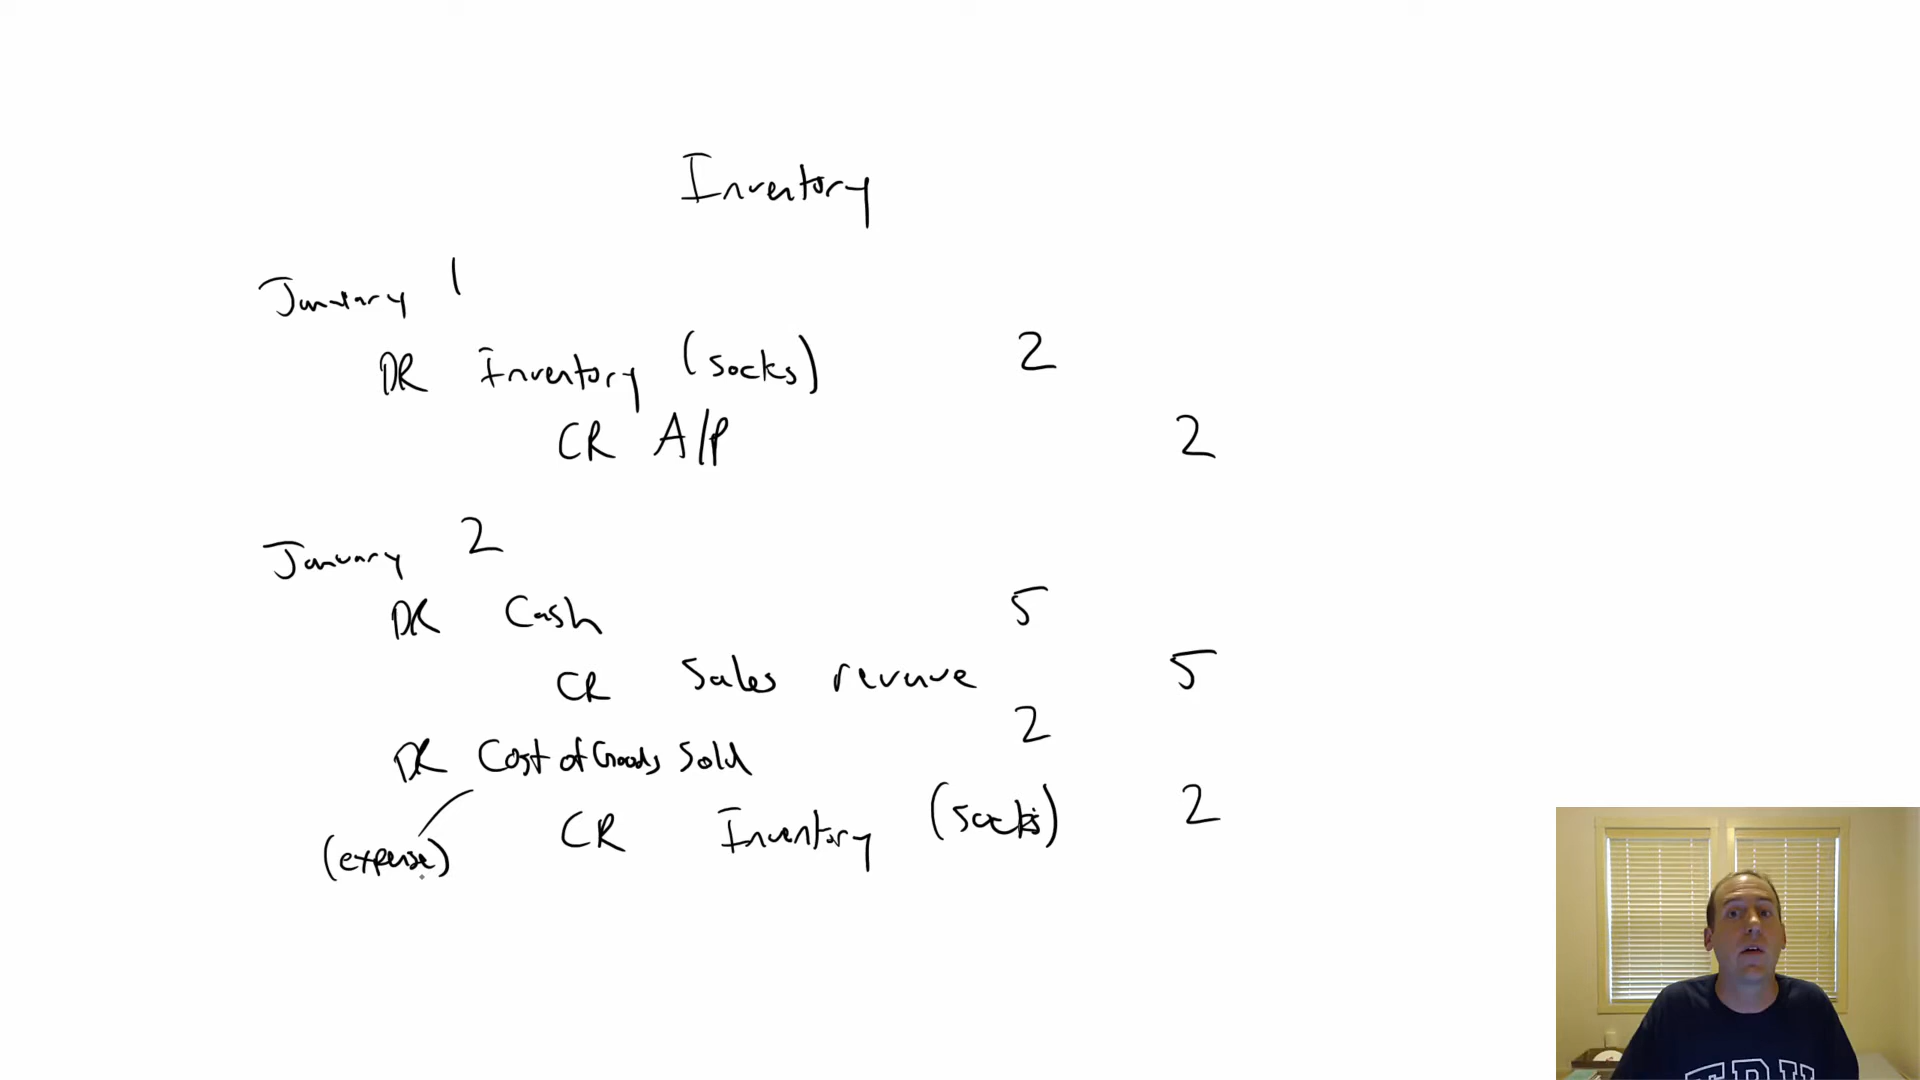 Inventory
January 1
DR Inventory (socks) 2
CR A/P 2
January 2
DR Cash 5
CR Sales revenue 5
DR Cost of Goods Sold 2
CR Inventory (socks) 2
(expense)